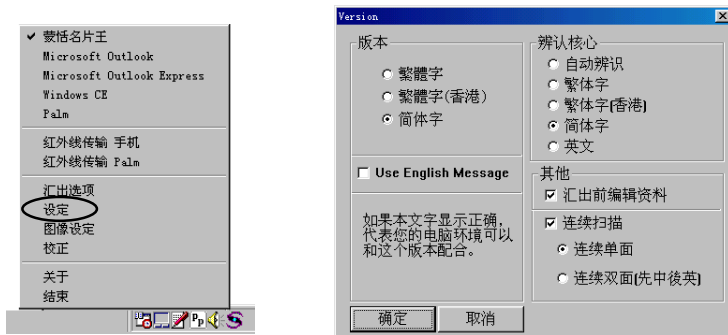 蒙恬名片王
Microsoft Outlook
Microsoft Outlook Express
Windows CE
Palm
红外线传输 手机
红外线传输 Palm
汇出选项
设定
图像设定
校正
关于
结束
Version
版本
繁體字
繁體字(香港)
简体字
Use English Message
如果本文字显示正确,
代表您的电脑环境可以
和这个版本配合。
确定
取消
辨认核心
自动辨识
繁体字
繁体字(香港)
简体字
英文
其他
汇出前编辑资料
连续扫描
连续单面
连续双面(先中後英)